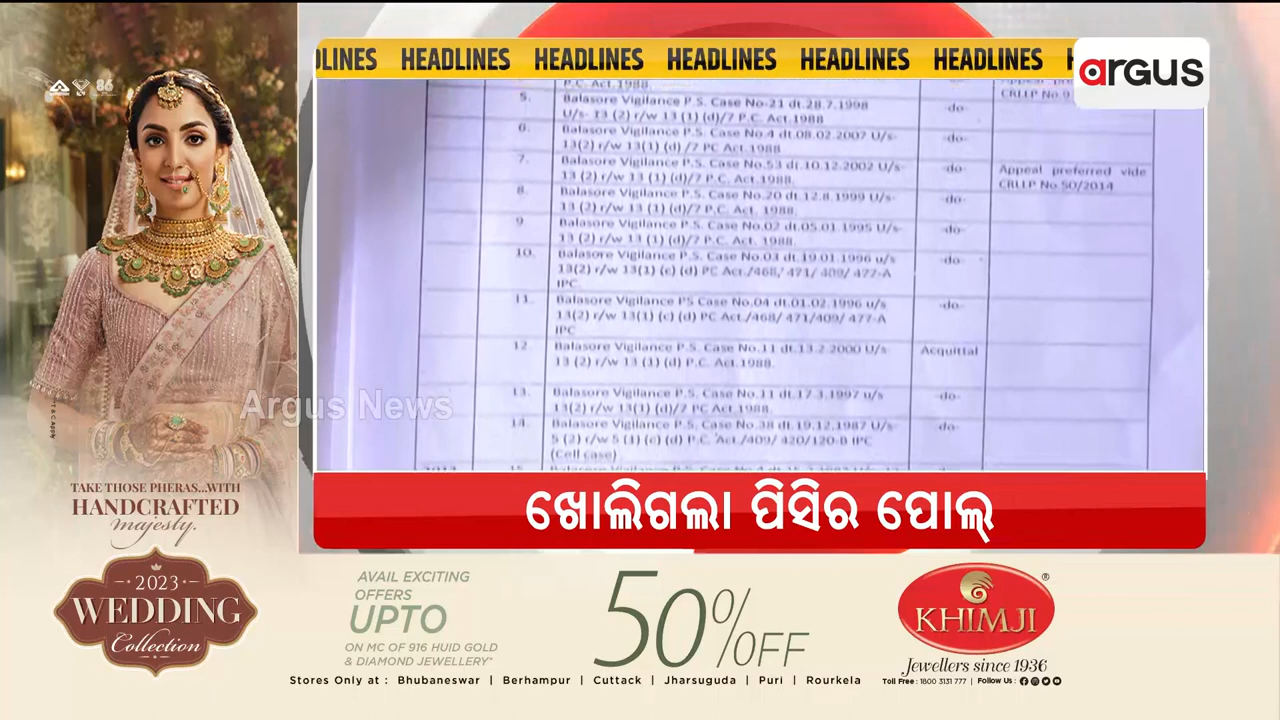 HEADLINES HEADLINES HEADLINES HEADLINES HEADLINES
argus
P.C. Act.1988.
5. Balasore Vigilance P.S. Case No-21 dt.28.7.1998 -do-
U/s- 13 (2) r/w 13 (1) (d)/7 P.C. Act.1988
CRLLP No.9
6. Balasore Vigilance P.S. Case No.4 dt.08.02.2007 U/s- -do-
13(2) r/w 13(1) (d)/7 PC Act.1988
7. Balasore Vigilance P.S. Case No.53 dt.10.12.2002 U/s- -do- Appeal preferred vide
13 (2) r/w 13 (1) (d)/7 P.C. Act.1988. CRLLP No.50/2014
8. Balasore Vigilance P.S. Case No.20 dt.12.8.1999 U/s- -do-
13 (2) r/w 13 (1) (d)/7 P.C. Act. 1988.
9. Balasore Vigilance P.S. Case No.02 dt.05.01.1995 U/s- -do-
13 (2) r/w 13 (1) (d)/7 P.C. Act. 1988.
10. Balasore Vigilance P.S. Case No.03 dt.19.01.1996 u/s -do-
13(2) r/w 13(1) (c) (d) PC Act./468/ 471/ 409/ 477-A
IPC
11. Balasore Vigilance PS Case No.04 dt.01.02.1996 u/s -do-
13(2) r/w 13(1) (c) (d) PC Act./468/ 471/409/ 477-A
IPC
12. Balasore Vigilance P.S. Case No.11 dt.13.2.2000 U/s- Acquittal
13 (2) r/w 13 (1) (d) P.C. Act.1988.
13. Balasore Vigilance P.S. Case No.11 dt.17.3.1997 u/s -do-
13(2) r/w 13(1) (d)/7 PC Act.1988.
14. Balasore Vigilance P.S. Case No.38 dt.19.12.1987 U/s- -do-
5 (2) r/w 5 (1) (c) (d) P.C. Act./409/ 420/120-B IPC
(Cell case)
Argus News
ଖୋଲିଗଲା ପିସିର ପୋଲ୍
86
T & C Apply
TAKE THOSE PHERAS...WITH
HANDCRAFTED
majesty.
2023
WEDDING
Collection
AVAIL EXCITING
OFFERS
UPTO
ON MC OF 916 HUID GOLD
& DIAMOND JEWELLERY*
50% OFF
KHIMJI®
Jewellers since 1936
Stores Only at : Bhubaneswar | Berhampur | Cuttack | Jharsuguda | Puri | Rourkela
Toll Free : 1800 3131 777 | Follow Us :